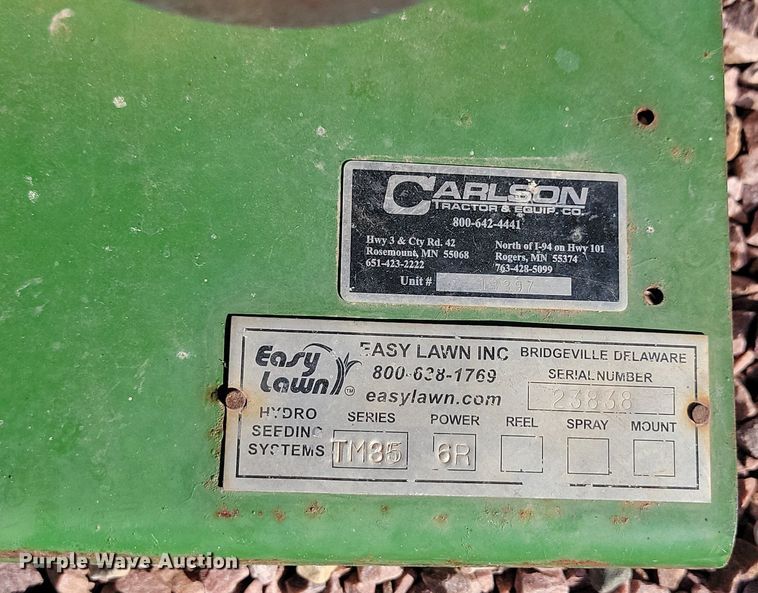 CARLSON
TRACTOR & EQUIP. CO.
800-642-4441
Hwy 3 & Cty Rd. 42
Rosemount, MN 55068
651-423-2222
North of I-94 on Hwy 101
Rogers, MN 55374
763-428-5099
Unit #
Easy Lawn TM
EASY LAWN INC
BRIDGEVILLE DELAWARE
800-638-1769
easylawn.com
SERIAL NUMBER
23838
HYDRO
SEEDING
SYSTEMS
SERIES
POWER
REEL
SPRAY
MOUNT
TM35
6R
Purple Wave Auction